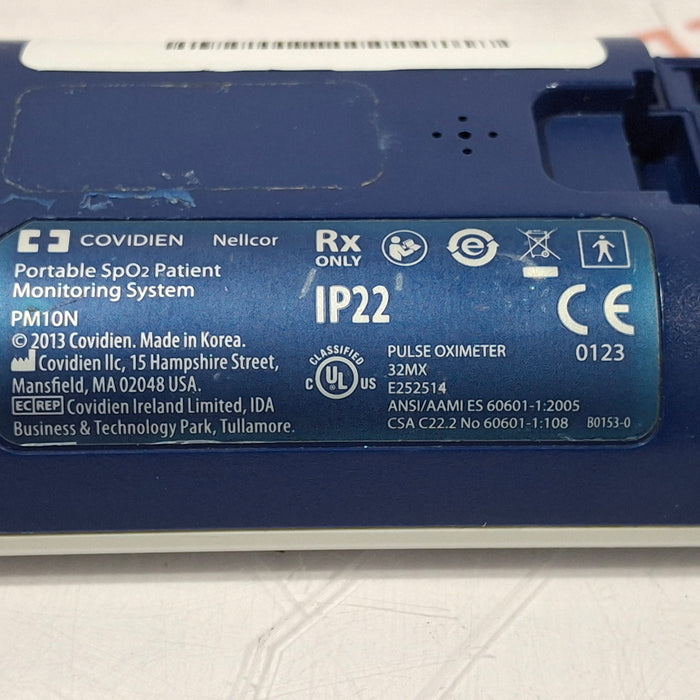 COVIDIEN Nellcor
Portable SpO2 Patient
Monitoring System
PM10N
© 2013 Covidien. Made in Korea.
Covidien llc, 15 Hampshire Street,
Mansfield, MA 02048 USA.
EC REP Covidien Ireland Limited, IDA
Business & Technology Park, Tullamore.
Rx
ONLY
IP22
CLASSIFIED
C UL US
PULSE OXIMETER
32MX
E252514
ANSI/AAMI ES 60601-1:2005
CSA C22.2 No 60601-1:108 B0153-0
e
CE
0123